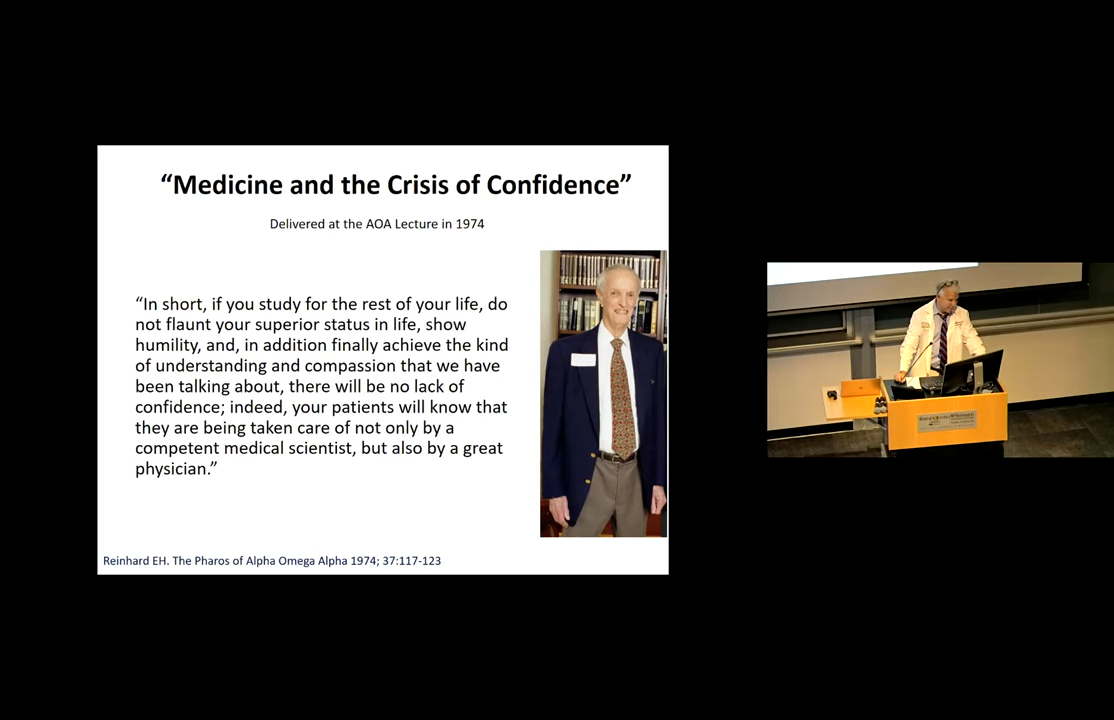 “Medicine and the Crisis of Confidence”
Delivered at the AOA Lecture in 1974
“In short, if you study for the rest of your life, do
not flaunt your superior status in life, show
humility, and, in addition finally achieve the kind
of understanding and compassion that we have
been talking about, there will be no lack of
confidence; indeed, your patients will know that
they are being taken care of not only by a
competent medical scientist, but also by a great
physician.”
Reinhard EH. The Pharos of Alpha Omega Alpha 1974; 37:117-123